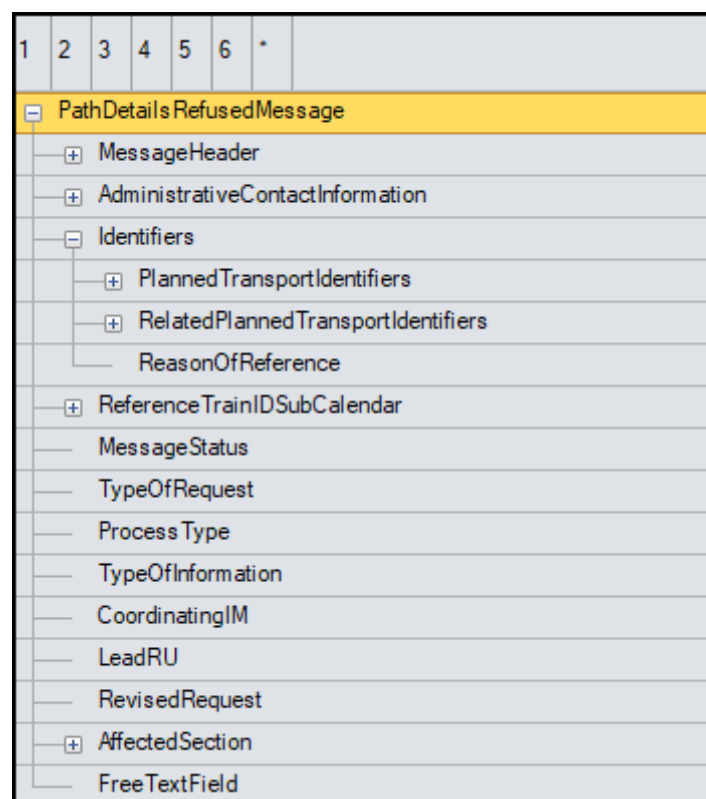 1 2 3 4 5 6 *
PathDetailsRefusedMessage
MessageHeader
AdministrativeContactInformation
Identifiers
PlannedTransportIdentifiers
RelatedPlannedTransportIdentifiers
ReasonOfReference
ReferenceTrainIDSubCalendar
MessageStatus
TypeOfRequest
ProcessType
TypeOfInformation
CoordinatingIM
LeadRU
RevisedRequest
AffectedSection
FreeTextField